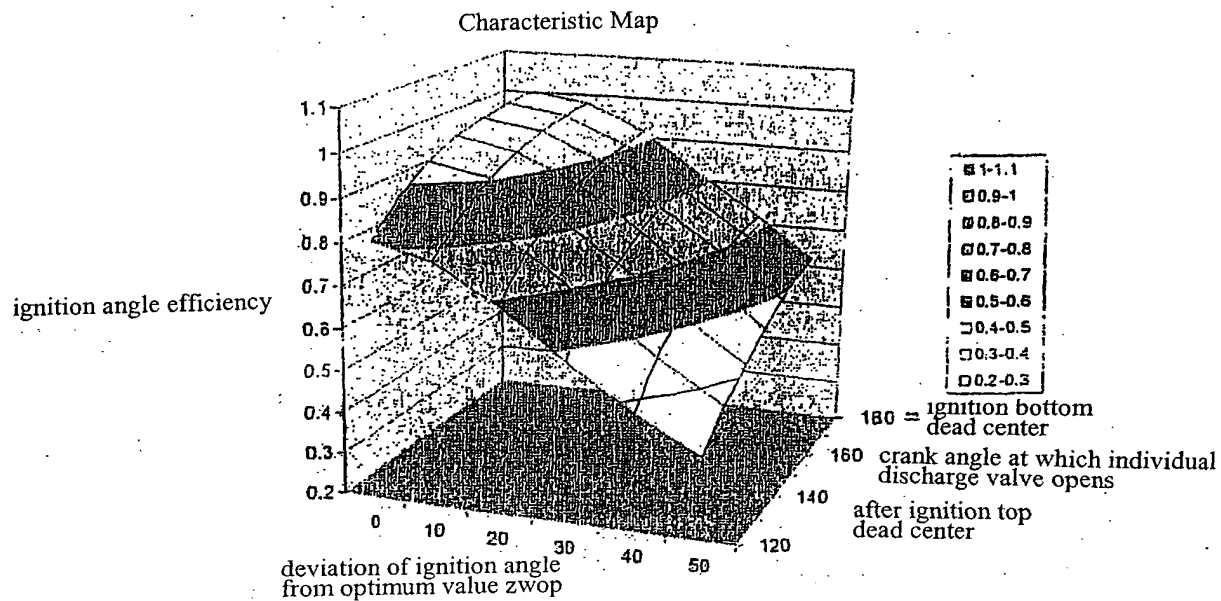 Characteristic Map
1.1
1
0.9
0.8
0.7
0.6
0.5
0.4
0.3
0.2
ignition angle efficiency
0
10
20
30
40
50
deviation of ignition angle
from optimum value zwop
120
140
160
180 = ignition bottom
dead center
crank angle at which individual
discharge valve opens
after ignition top
dead center
1-1.1
0.9-1
0.8-0.9
0.7-0.8
0.6-0.7
0.5-0.6
0.4-0.5
0.3-0.4
0.2-0.3